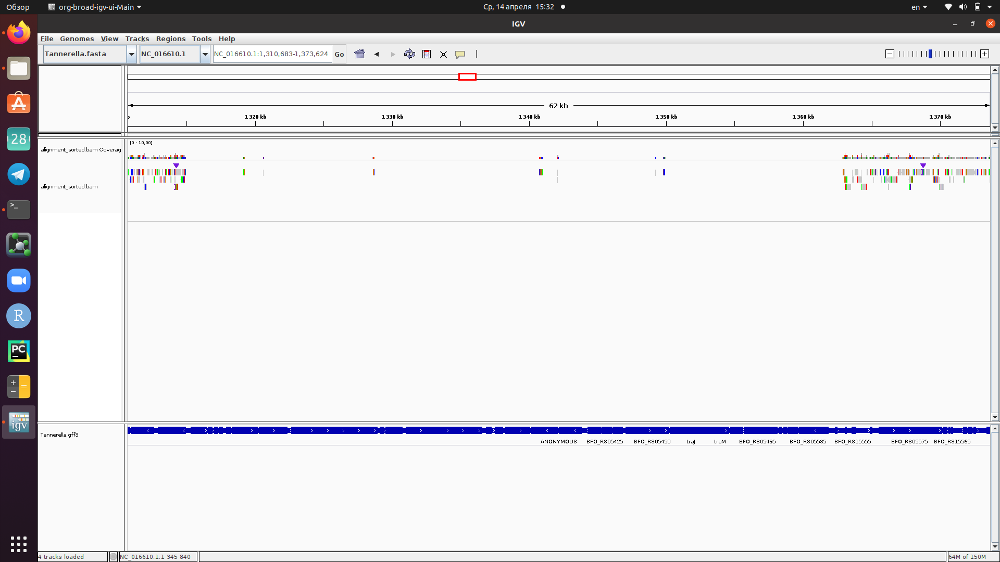 Обзор org-broad-igv-ui-Main Ср, 14 апреля 15:32 en
IGV
File Genomes View Tracks Regions Tools Help
Tannerella.fasta NC_016610.1 NC_016610.1:1,310,683-1,373,624 Go
62 kb
1 320 kb 1 330 kb 1 340 kb 1 350 kb 1 360 kb 1 370 kb
[0 - 10,00]
alignment_sorted.bam Coverag
alignment_sorted.bam
28
>_
R
PC
igv
Tannerella.gff3
ANONYMOUS BFO_RS05425 BFO_RS05450 traJ traM BFO_RS05495 BFO_RS05535 BFO_RS15555 BFO_RS05575 BFO_RS15565
4 tracks loaded NC_016610.1:1 345 840 64M of 150M